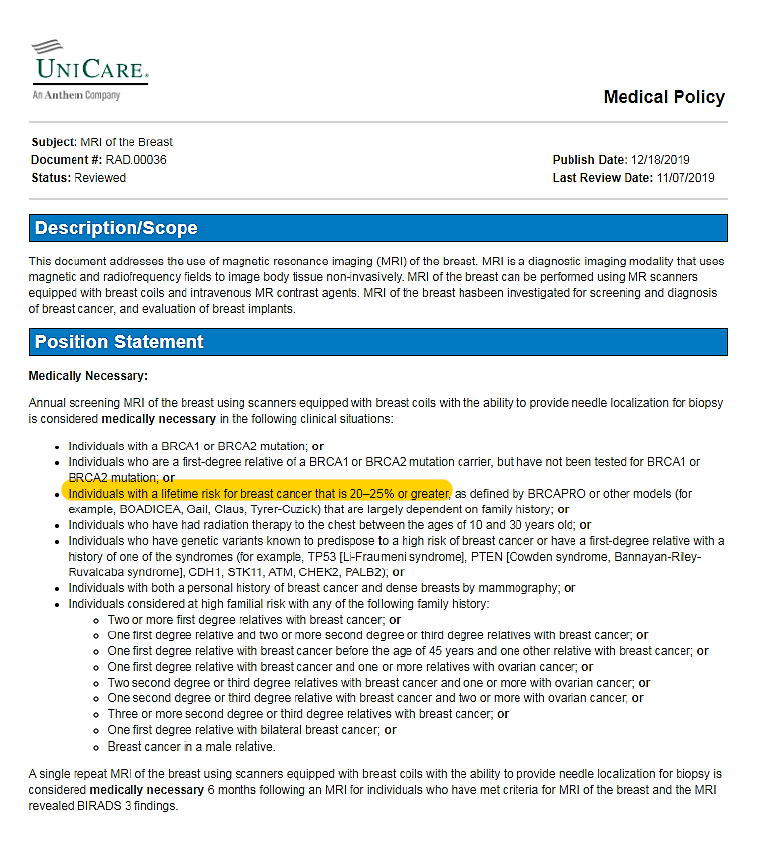 UNICARE®
An Anthem Company
Medical Policy
Subject: MRI of the Breast
Document #: RAD.00036
Publish Date: 12/18/2019
Status: Reviewed
Last Review Date: 11/07/2019
Description/Scope
This document addresses the use of magnetic resonance imaging (MRI) of the breast. MRI is a diagnostic imaging modality that uses
magnetic and radiofrequency fields to image body tissue non-invasively. MRI of the breast can be performed using MR scanners
equipped with breast coils and intravenous MR contrast agents. MRI of the breast hasbeen investigated for screening and diagnosis
of breast cancer, and evaluation of breast implants.
Position Statement
Medically Necessary:
Annual screening MRI of the breast using scanners equipped with breast coils with the ability to provide needle localization for biopsy
is considered medically necessary in the following clinical situations:
• Individuals with a BRCA1 or BRCA2 mutation; or
• Individuals who are a first-degree relative of a BRCA1 or BRCA2 mutation carrier, but have not been tested for BRCA1 or
BRCA2 mutation; or
• Individuals with a lifetime risk for breast cancer that is 20–25% or greater, as defined by BRCAPRO or other models (for
example, BOADICEA, Gail, Claus, Tyrer-Cuzick) that are largely dependent on family history; or
• Individuals who have had radiation therapy to the chest between the ages of 10 and 30 years old; or
• Individuals who have genetic variants known to predispose to a high risk of breast cancer or have a first-degree relative with a
history of one of the syndromes (for example, TP53 [Li-Fraumeni syndrome], PTEN [Cowden syndrome, Bannayan-Riley-
Ruvalcaba syndrome], CDH1, STK11, ATM, CHEK2, PALB2); or
• Individuals with both a personal history of breast cancer and dense breasts by mammography; or
• Individuals considered at high familial risk with any of the following family history:
o Two or more first degree relatives with breast cancer; or
o One first degree relative and two or more second degree or third degree relatives with breast cancer; or
o One first degree relative with breast cancer before the age of 45 years and one other relative with breast cancer; or
o One first degree relative with breast cancer and one or more relatives with ovarian cancer; or
o Two second degree or third degree relatives with breast cancer and one or more with ovarian cancer; or
o One second degree or third degree relative with breast cancer and two or more with ovarian cancer; or
o Three or more second degree or third degree relatives with breast cancer; or
o One first degree relative with bilateral breast cancer; or
o Breast cancer in a male relative.
A single repeat MRI of the breast using scanners equipped with breast coils with the ability to provide needle localization for biopsy is
considered medically necessary 6 months following an MRI for individuals who have met criteria for MRI of the breast and the MRI
revealed BIRADS 3 findings.